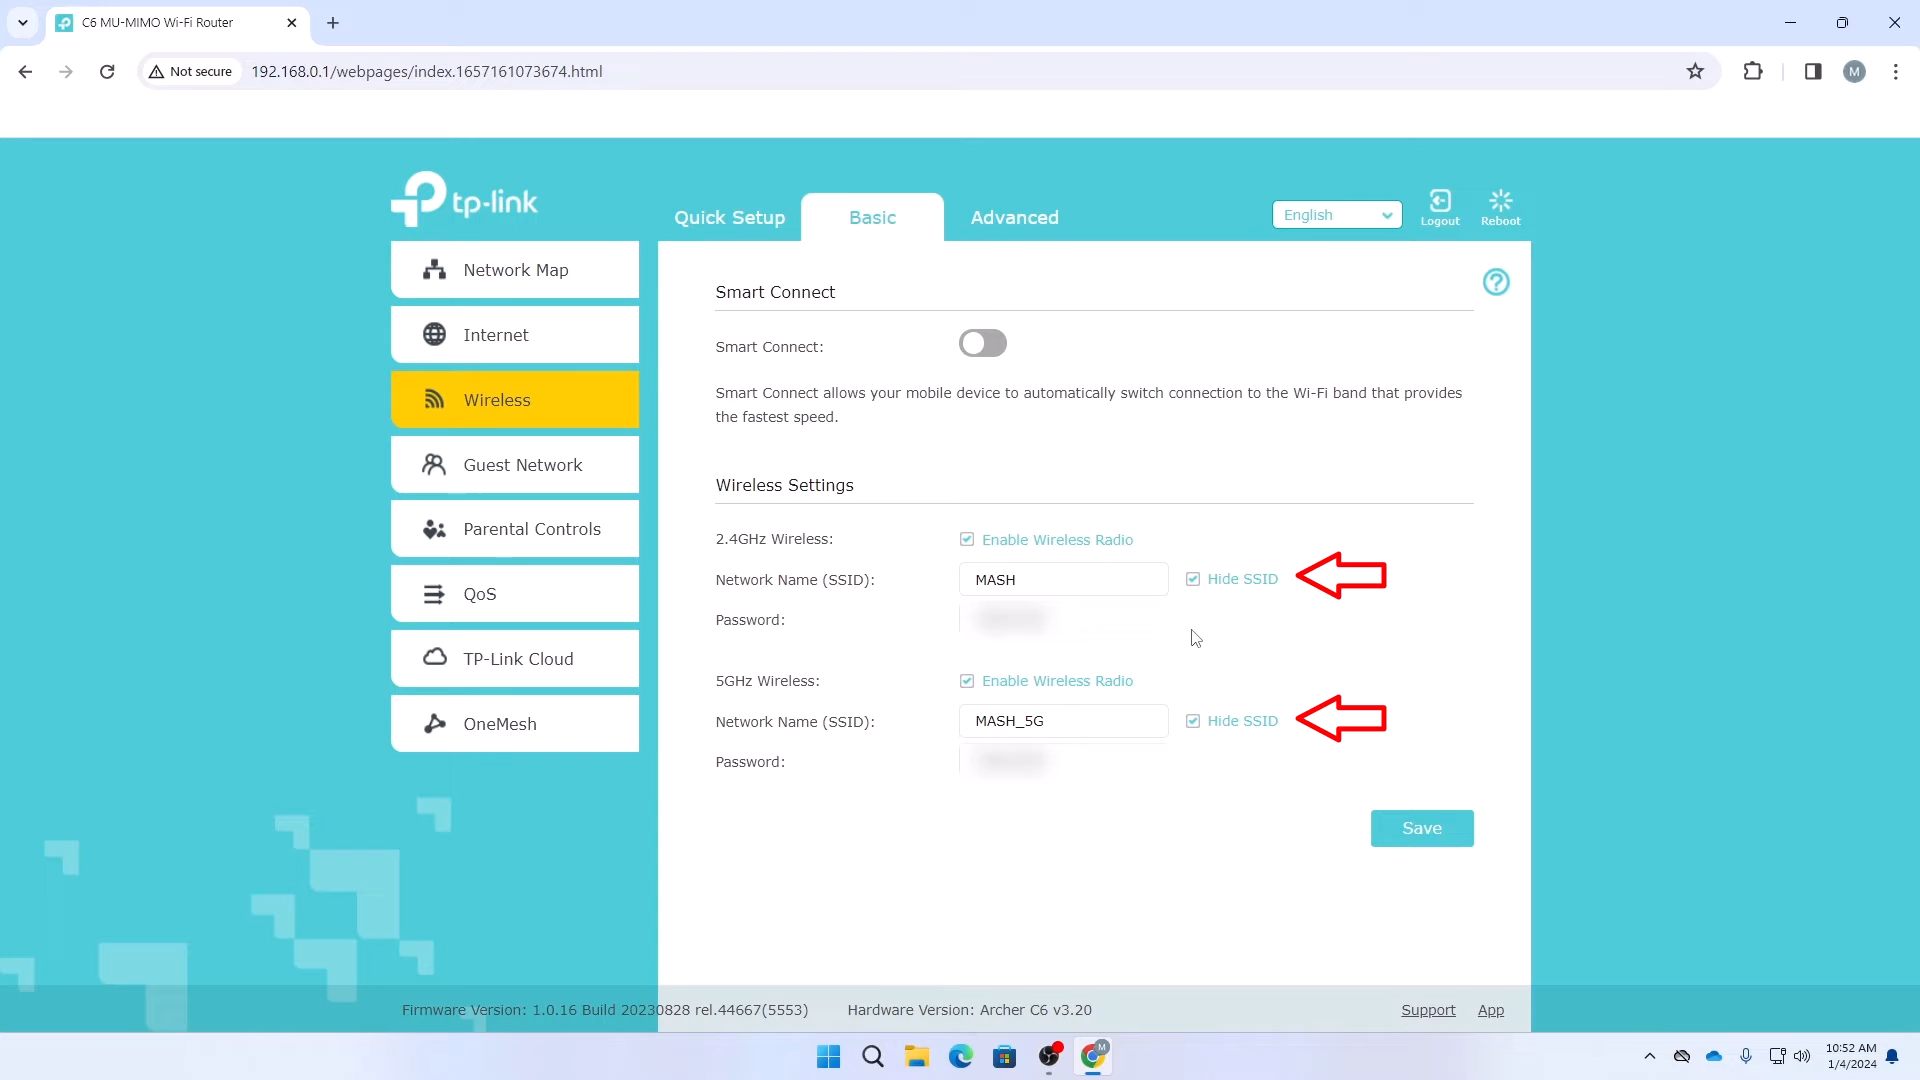 C6 MU-MIMO Wi-Fi Router
Not secure
192.168.0.1/webpages/index.1657161073674.html
M
tp-link
Quick Setup
Basic
Advanced
English
Logout
Reboot
Network Map
Internet
Wireless
Guest Network
Parental Controls
QoS
TP-Link Cloud
OneMesh
Smart Connect
Smart Connect:
Smart Connect allows your mobile device to automatically switch connection to the Wi-Fi band that provides
the fastest speed.
Wireless Settings
2.4GHz Wireless:
Enable Wireless Radio
Network Name (SSID):
MASH
Hide SSID
Password:
5GHz Wireless:
Enable Wireless Radio
Network Name (SSID):
MASH_5G
Hide SSID
Password:
Save
Firmware Version: 1.0.16 Build 20230828 rel.44667(5553)
Hardware Version: Archer C6 v3.20
Support
App
M
10:52 AM
1/4/2024